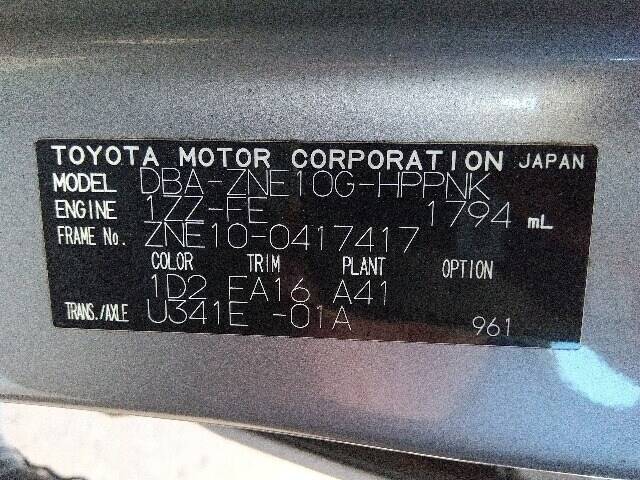 TOYOTA MOTOR CORPORATION JAPAN
MODEL DBA-ZNE10G-HPPNK
ENGINE 1ZZ-FE 1794 mL
FRAME No. ZNE10-0417417
COLOR TRIM PLANT OPTION
1D2 FA16 A41
TRANS./AXLE U341E -01A 961